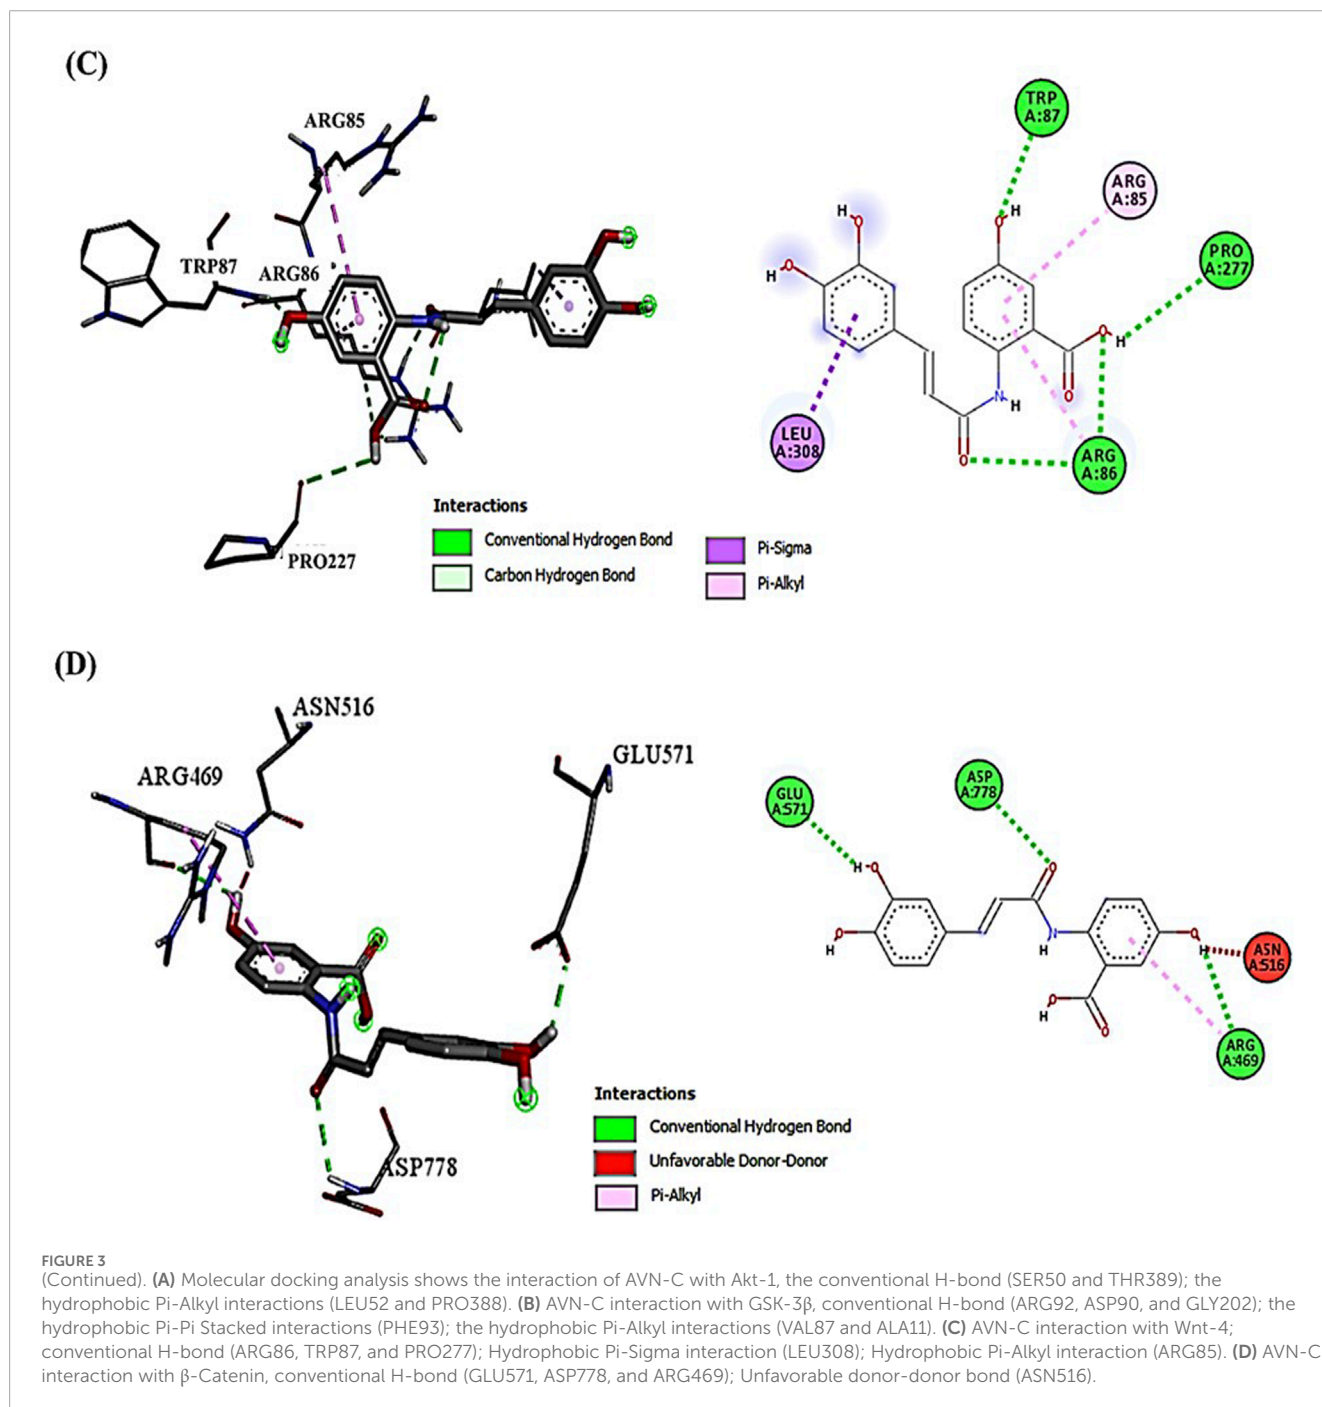 (C)
ARG85
TRP87
ARG86
PRO227
TRP
A:87
ARG
A:85
PRO
A:277
H
O
H
O
O
H
O
H
O
N
H
O
O
LEU
A:308
ARG
A:86
Interactions
Conventional Hydrogen Bond
Carbon Hydrogen Bond
Pi-Sigma
Pi-Alkyl
(D)
ASN516
ARG469
GLU571
ASP778
GLU
A:571
ASP
A:778
H
O
O
H
O
N
H
O
H
O
H
O
ASN
A:516
ARG
A:469
Interactions
Conventional Hydrogen Bond
Unfavorable Donor-Donor
Pi-Alkyl
FIGURE 3
(Continued). (A) Molecular docking analysis shows the interaction of AVN-C with Akt-1, the conventional H-bond (SER50 and THR389); the
hydrophobic Pi-Alkyl interactions (LEU52 and PRO388). (B) AVN-C interaction with GSK-3β, conventional H-bond (ARG92, ASP90, and GLY202); the
hydrophobic Pi-Pi Stacked interactions (PHE93); the hydrophobic Pi-Alkyl interactions (VAL87 and ALA11). (C) AVN-C interaction with Wnt-4;
conventional H-bond (ARG86, TRP87, and PRO277); Hydrophobic Pi-Sigma interaction (LEU308); Hydrophobic Pi-Alkyl interaction (ARG85). (D) AVN-C
interaction with β-Catenin, conventional H-bond (GLU571, ASP778, and ARG469); Unfavorable donor-donor bond (ASN516).